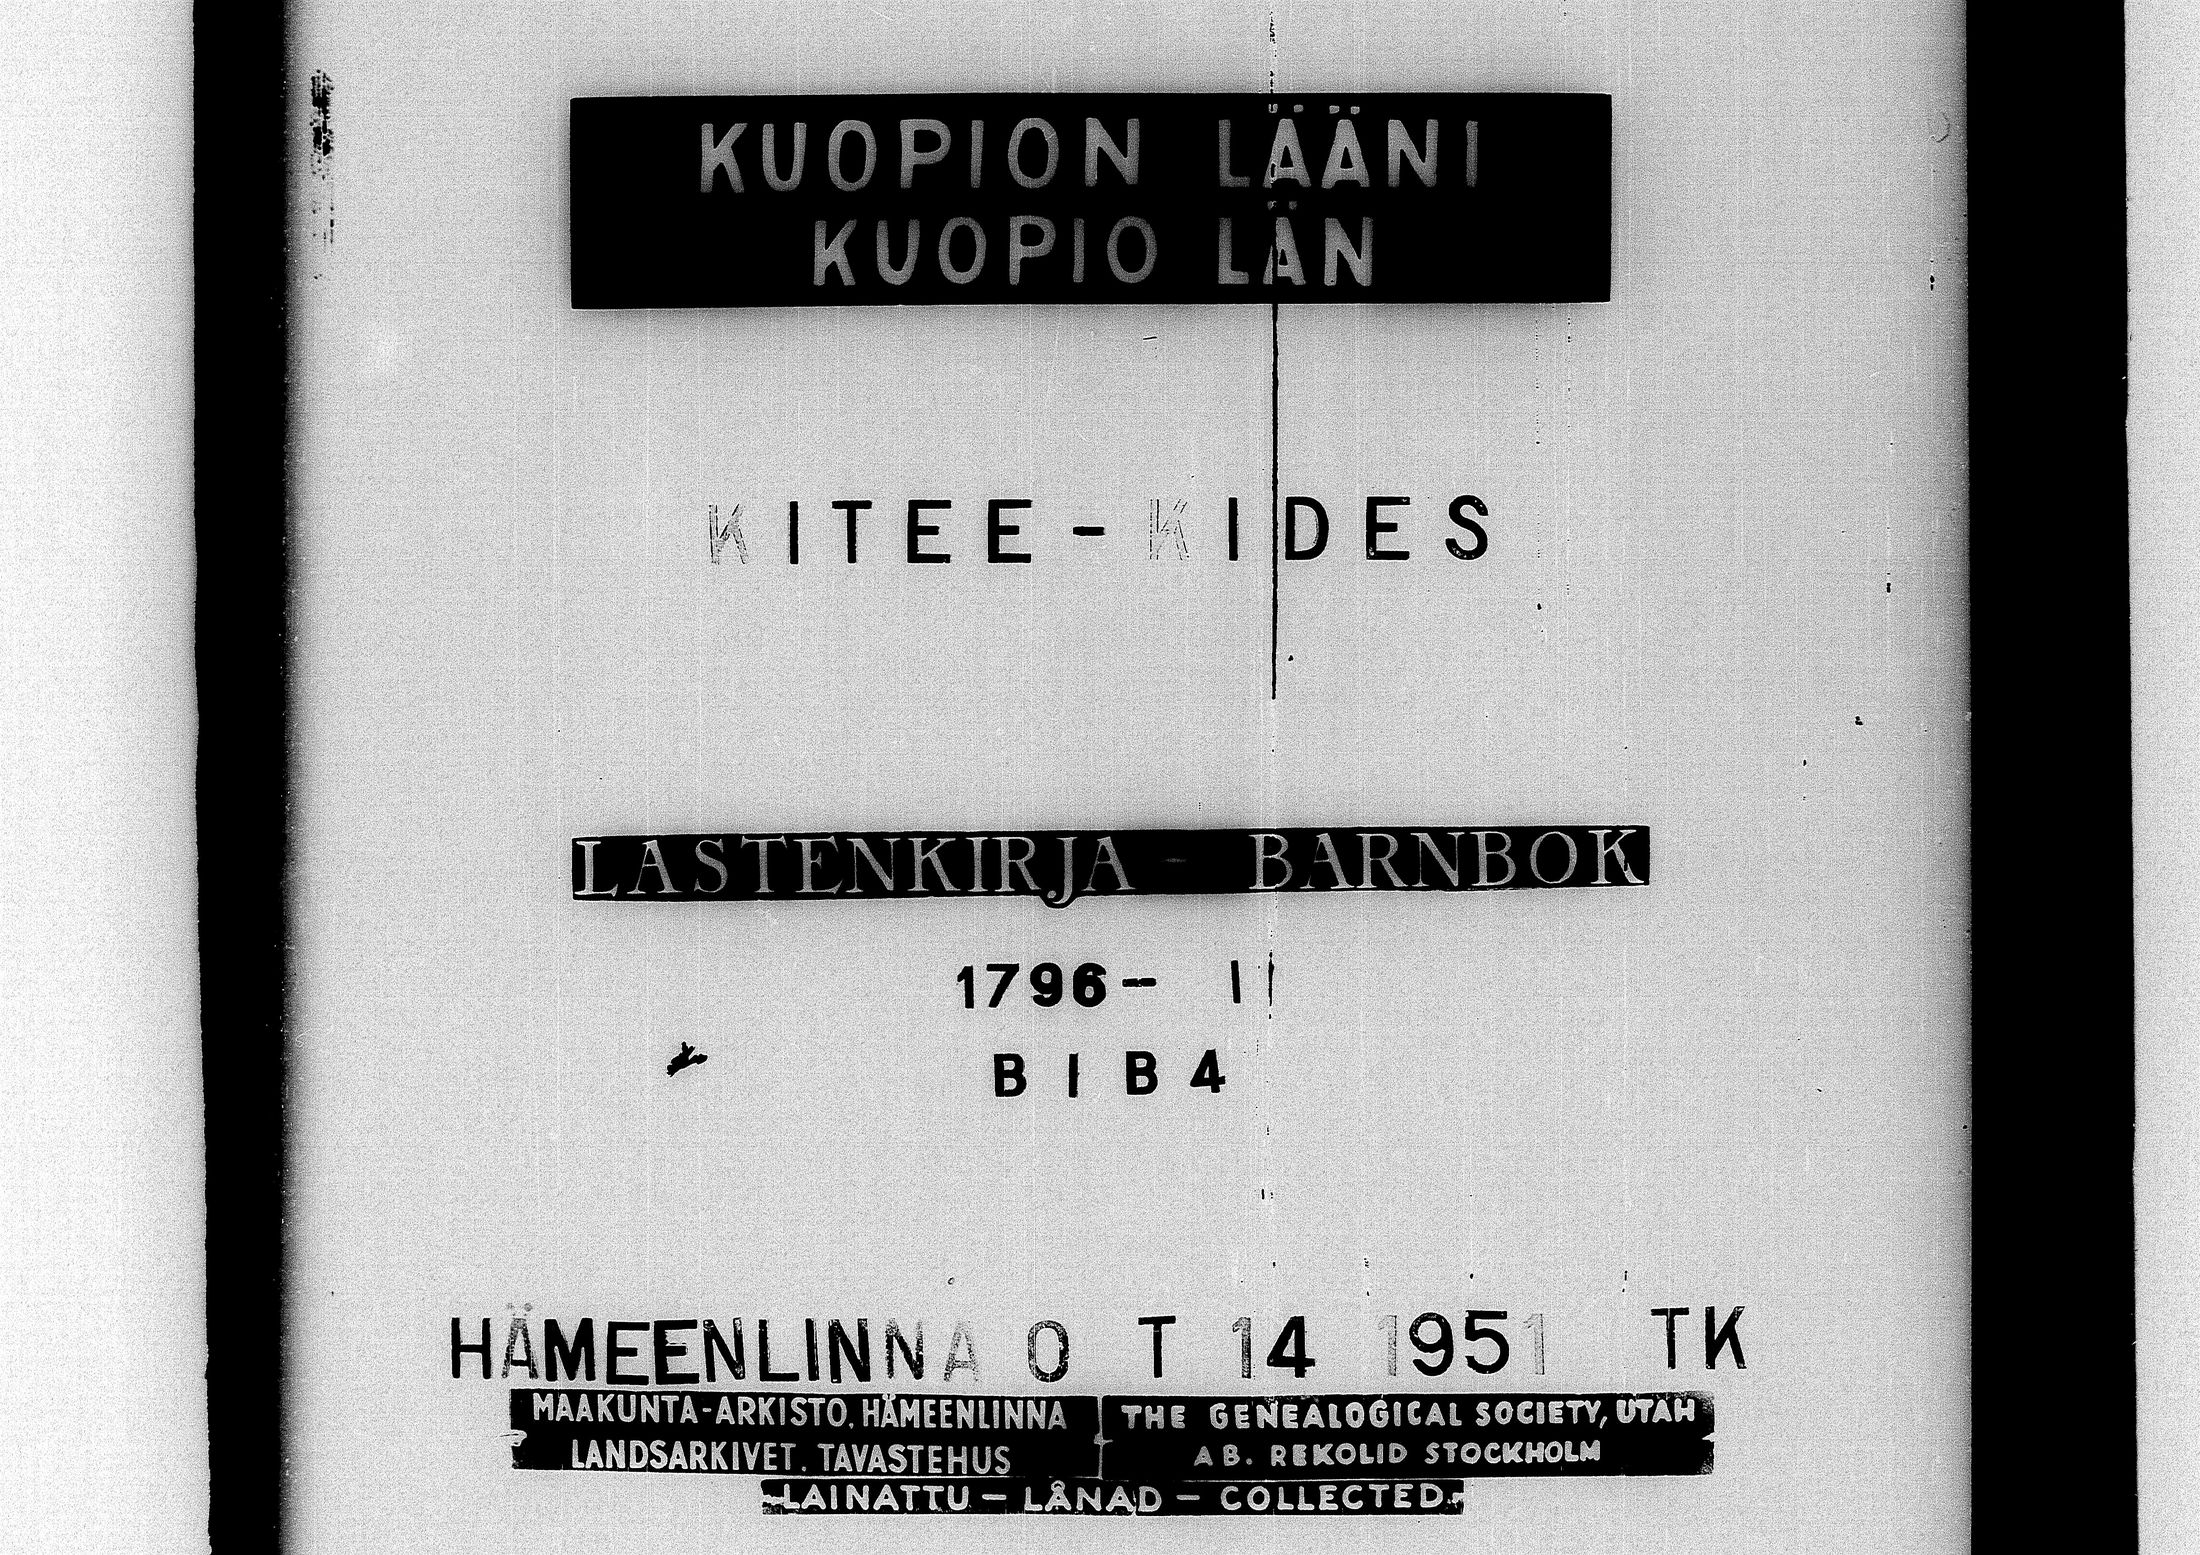 KUOPION LÄÄNI
KUOPIO LÄN
KITEE - KIDES
LASTENKIRJA - BARNBOK
1796- I
B I B 4
HÄMEENLINNA O T 14 1951 TK
MAAKUNTA-ARKISTO, HÄMEENLINNA
LANDSARKIVET. TAVASTEHUS
THE GENEALOGICAL SOCIETY, UTAH
AB. REKOLID STOCKHOLM
LAINATTU - LÅNAD - COLLECTED